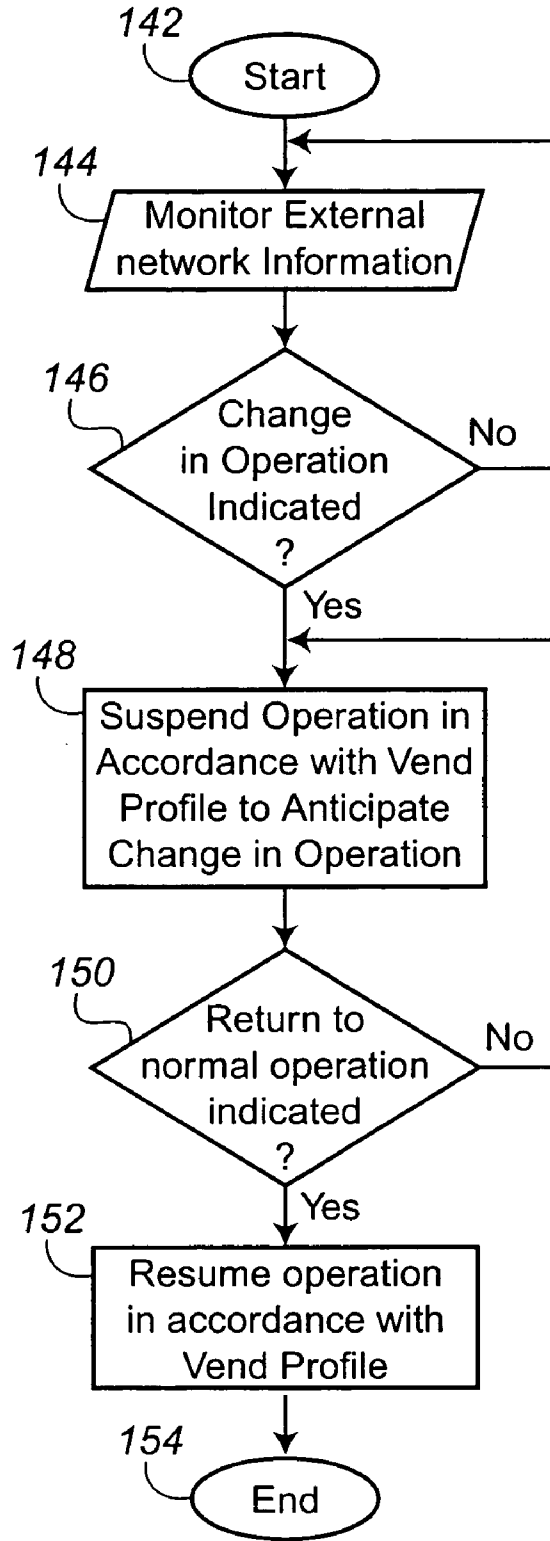 142
Start
144
Monitor External
network Information
146
Change
in Operation
Indicated
?
No
Yes
148
Suspend Operation in
Accordance with Vend
Profile to Anticipate
Change in Operation
150
Return to
normal operation
indicated
?
No
Yes
152
Resume operation
in accordance with
Vend Profile
154
End